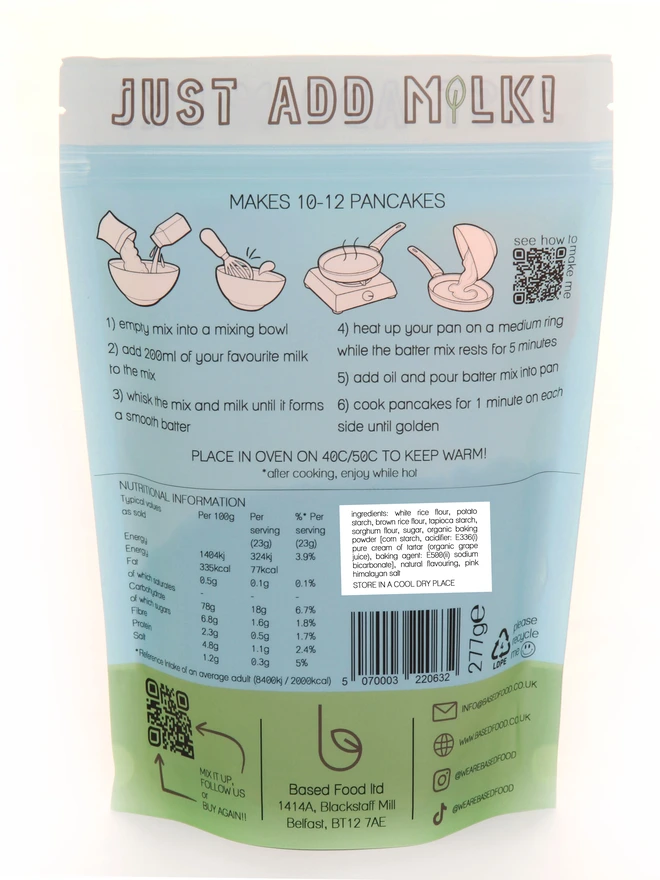 JUST ADD MILK!
MAKES 10-12 PANCAKES
see how to
make me
1) empty mix into a mixing bowl
2) add 200ml of your favourite milk
to the mix
3) whisk the mix and milk until it forms
a smooth batter
4) heat up your pan on a medium ring
while the batter mix rests for 5 minutes
5) add oil and pour batter mix into pan
6) cook pancakes for 1 minute on each
side until golden
PLACE IN OVEN ON 40C/50C TO KEEP WARM!
*after cooking, enjoy while hot
NUTRITIONAL INFORMATION
Typical values
as sold
Per 100g Per serving (23g) %* Per serving (23g)
Energy 1404kj 324kj 3.9%
Energy 335kcal 77kcal
Fat 0.5g 0.1g 0.1%
of which saturates - - -
Carbohydrate 78g 18g 6.7%
of which sugars 6.8g 1.6g 1.8%
Fibre 2.3g 0.5g 1.7%
Protein 4.8g 1.1g 2.4%
Salt 1.2g 0.3g 5%
*Reference intake of an average adult (8400kj / 2000kcal)
ingredients: white rice flour, potato
starch, brown rice flour, tapioca starch,
sorghum flour, sugar, organic baking
powder [corn starch, acidifier: E336(i)
pure cream of tartar (organic grape
juice), baking agent: E500(ii) sodium
bicarbonate], natural flavouring, pink
himalayan salt
STORE IN A COOL DRY PLACE
5 070003 220632
277g e
LDPE
please
recycle
me
MIX IT UP,
FOLLOW US
or
BUY AGAIN!!
Based Food ltd
1414A, Blackstaff Mill
Belfast, BT12 7AE
INFO@BASEDFOOD.CO.UK
WWW.BASEDFOOD.CO.UK
@WEAREBASEDFOOD
@WEAREBASEDFOOD